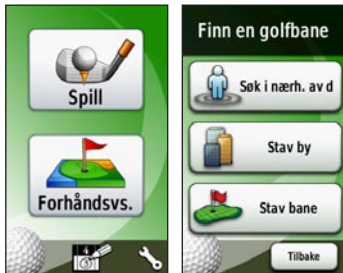 Spill
Forhåndsvs.
Finn en golfbane
Søk i nærh. av d
Stav by
Stav bane
Tilbake